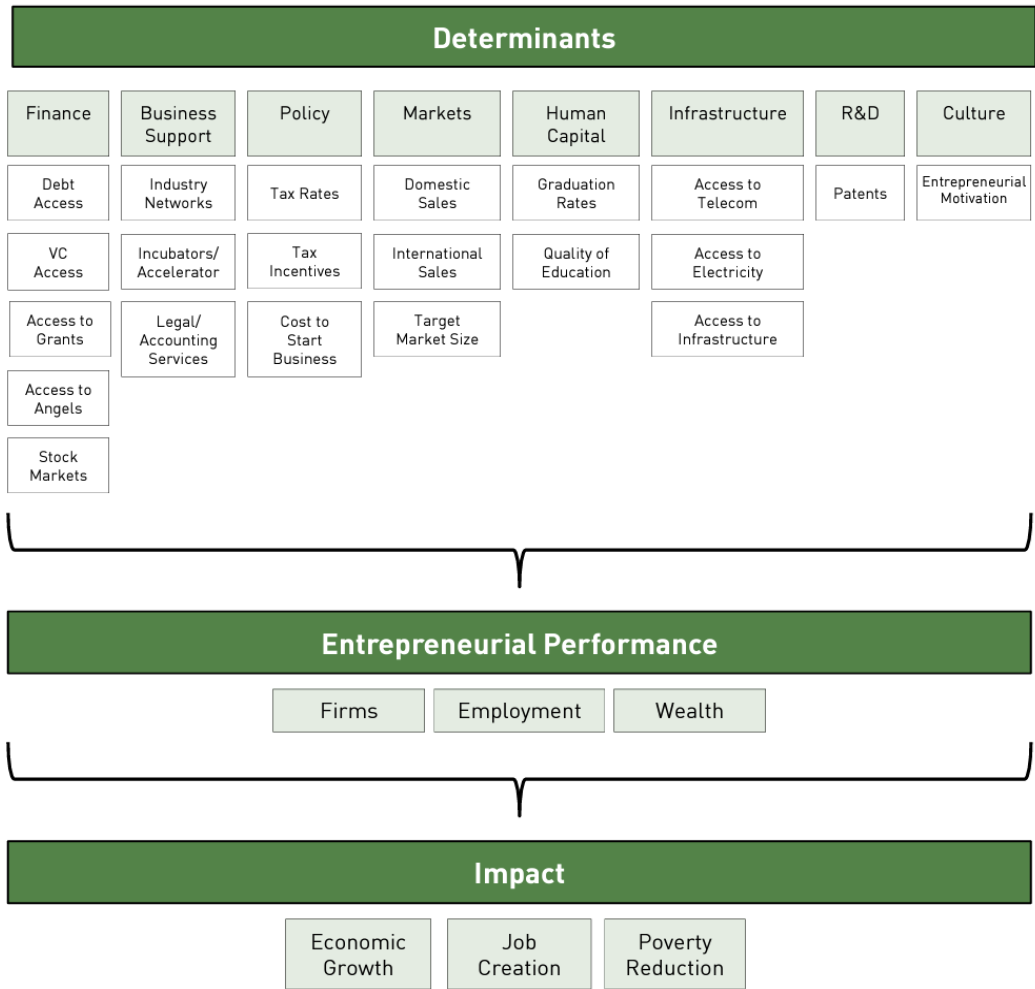 Determinants
Finance
Business
Support
Policy
Markets
Human
Capital
Infrastructure
R&D
Culture
Debt
Access
Industry
Networks
Tax Rates
Domestic
Sales
Graduation
Rates
Access to
Telecom
Patents
Entrepreneurial
Motivation
VC
Access
Incubators/
Accelerator
Tax
Incentives
International
Sales
Quality of
Education
Access to
Electricity
Access to
Grants
Legal/
Accounting
Services
Cost to
Start
Business
Target
Market Size
Access to
Infrastructure
Access to
Angels
Stock
Markets
Entrepreneurial Performance
Firms
Employment
Wealth
Impact
Economic
Growth
Job
Creation
Poverty
Reduction